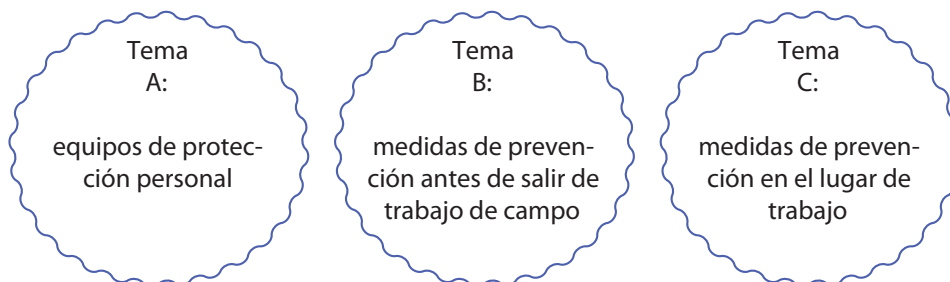 Tema
A:
equipos de protec-
ción personal
Tema
B:
medidas de preven-
ción antes de salir de
trabajo de campo
Tema
C:
medidas de preven-
ción en el lugar de
trabajo